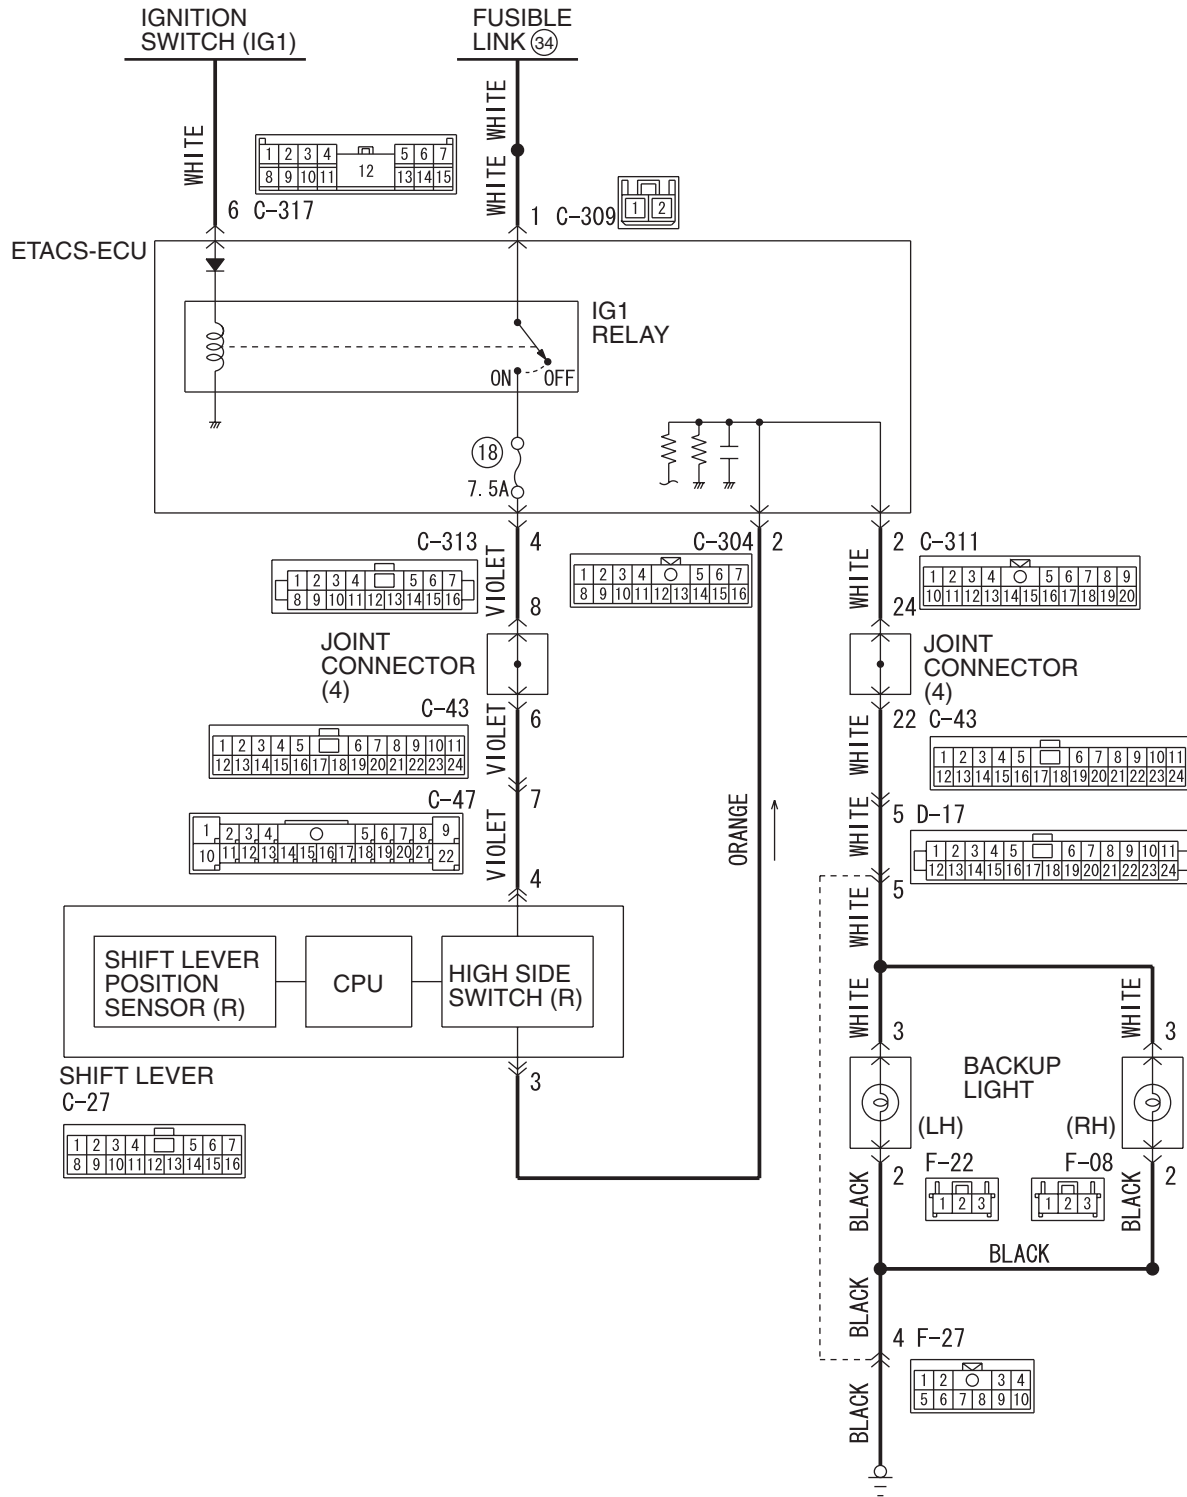 IGNITION
SWITCH (IG1)
FUSIBLE
LINK 34
WHITE
WHITE
WHITE
1 2 3 4 5 6 7
8 9 10 11 12 13 14 15
6 C-317
1 C-309
1 2
ETACS-ECU
IG1
RELAY
ON OFF
18
7.5A
C-313 4
1 2 3 4 5 6 7
8 9 10 11 12 13 14 15 16
VIOLET
8
C-304 2
1 2 3 4 5 6 7
8 9 10 11 12 13 14 15 16
2 C-311
1 2 3 4 5 6 7 8 9
10 11 12 13 14 15 16 17 18 19 20
WHITE
24
JOINT
CONNECTOR
(4)
JOINT
CONNECTOR
(4)
C-43 6
1 2 3 4 5 6 7 8 9 10 11
12 13 14 15 16 17 18 19 20 21 22 23 24
VIOLET
22 C-43
1 2 3 4 5 6 7 8 9 10 11
12 13 14 15 16 17 18 19 20 21 22 23 24
WHITE
C-47 7
1 2 3 4 5 6 7 8 9
10 11 12 13 14 15 16 17 18 19 20 21 22
VIOLET
4
ORANGE
5 D-17
1 2 3 4 5 6 7 8 9 10 11
12 13 14 15 16 17 18 19 20 21 22 23 24
WHITE
5
WHITE
SHIFT LEVER
POSITION
SENSOR (R)
CPU
HIGH SIDE
SWITCH (R)
SHIFT LEVER
C-27
3
1 2 3 4 5 6 7
8 9 10 11 12 13 14 15 16
WHITE
3
WHITE
3
BACKUP
LIGHT
(LH)
(RH)
2
F-22
1 2 3
F-08
1 2 3
2
BLACK
BLACK
BLACK
BLACK
4 F-27
1 2 3 4
5 6 7 8 9 10
BLACK